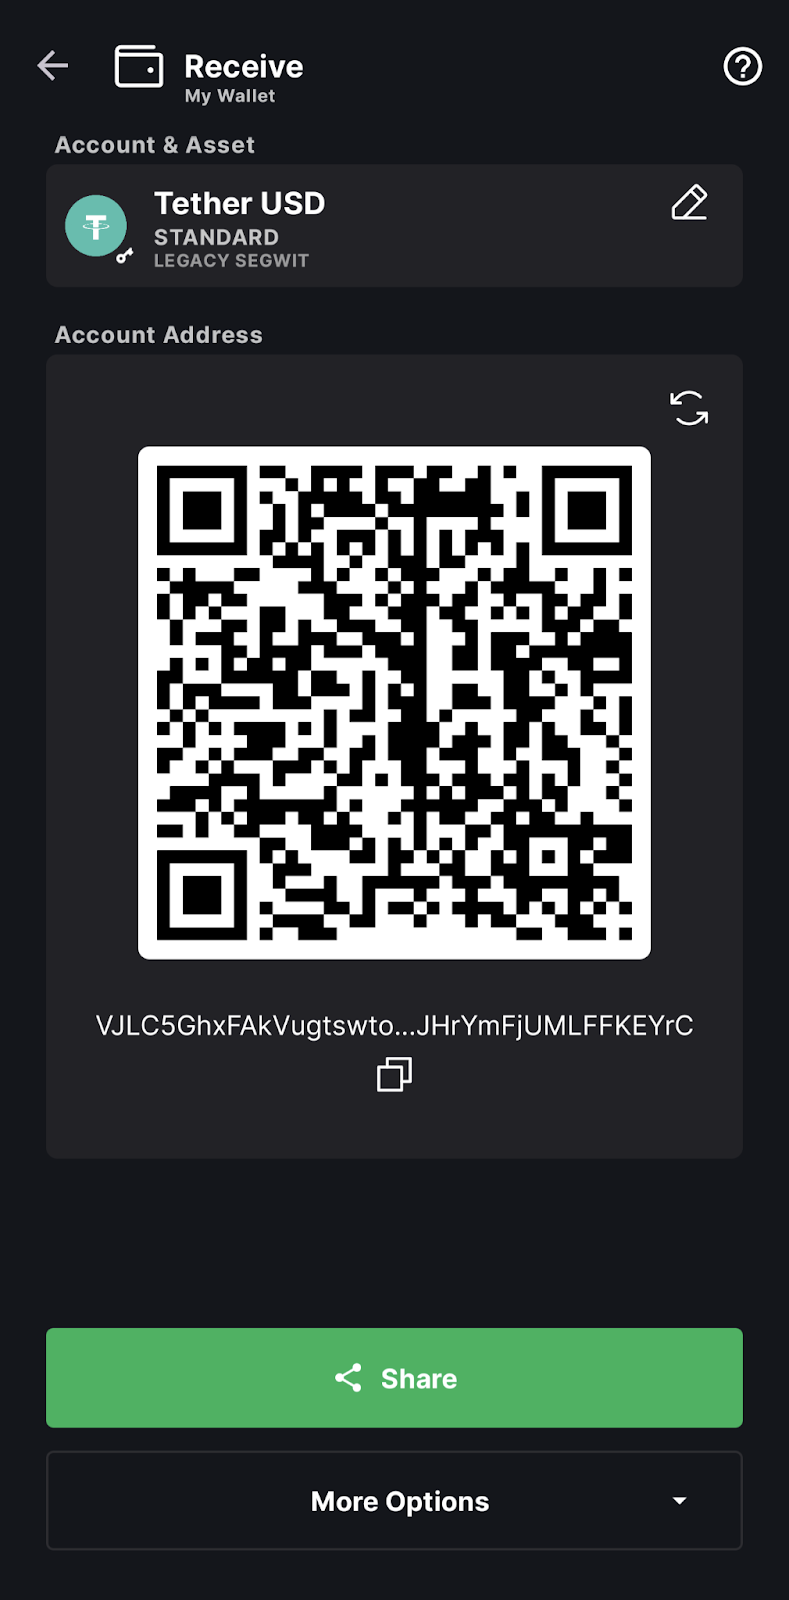 Receive
My Wallet
Account & Asset
Tether USD
STANDARD
LEGACY SEGWIT
Account Address
VJLC5GhxFAkVugtswto...JHrYmFjUMLFFKEYrC
Share
More Options